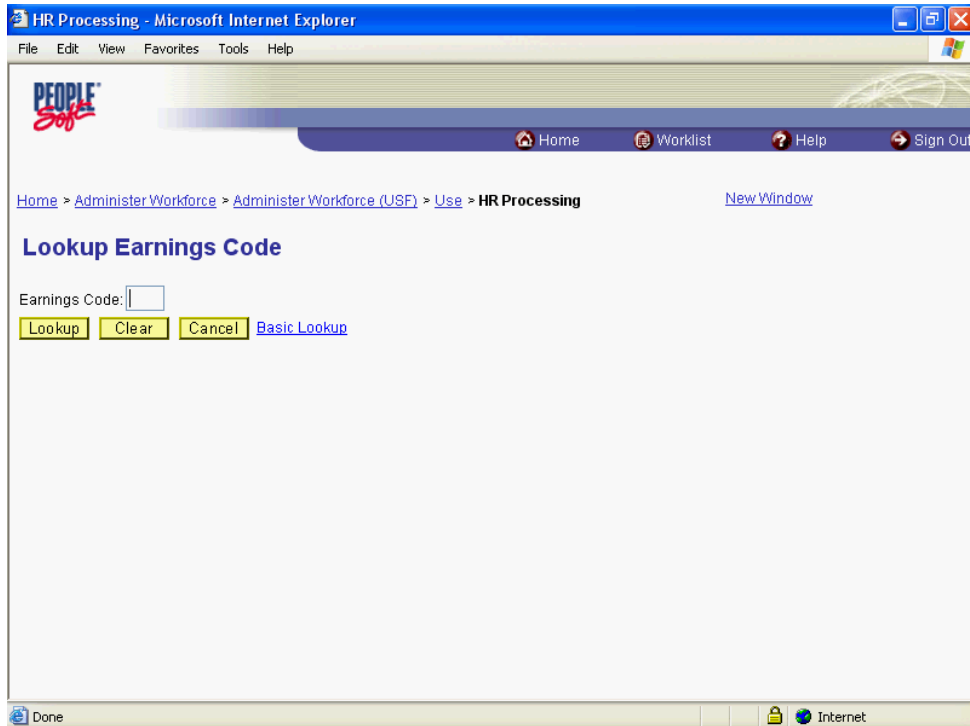 HR Processing - Microsoft Internet Explorer
File Edit View Favorites Tools Help
PEOPLE
Soft
Home Worklist Help Sign Out
Home > Administer Workforce > Administer Workforce (USF) > Use > HR Processing New Window
Lookup Earnings Code
Earnings Code:
Lookup Clear Cancel Basic Lookup
Done Internet